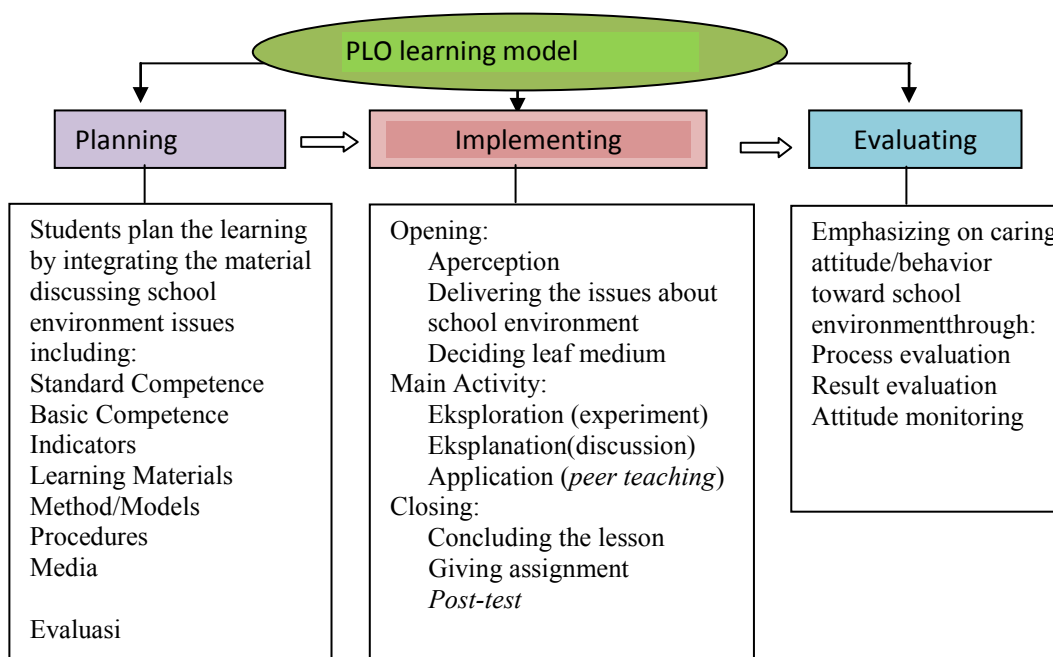 PLO learning model
Planning
Implementing
Evaluating
Students plan the learning
by integrating the material
discussing school
environment issues
including:
Standard Competence
Basic Competence
Indicators
Learning Materials
Method/Models
Procedures
Media
Evaluasi
Opening:
Aperception
Delivering the issues about
school environment
Deciding leaf medium
Main Activity:
Eksploration (experiment)
Eksplanation(discussion)
Application (peer teaching)
Closing:
Concluding the lesson
Giving assignment
Post-test
Emphasizing on caring
attitude/behavior
toward school
environmentthrough:
Process evaluation
Result evaluation
Attitude monitoring